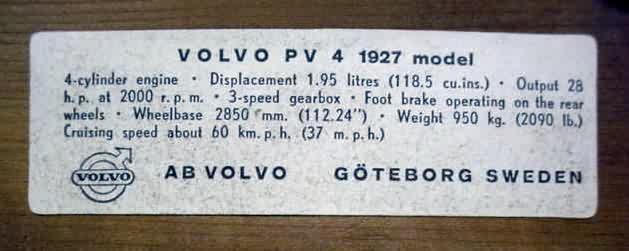 VOLVO PV 4 1927 model
4-cylinder engine · Displacement 1.95 litres (118.5 cu.ins.) · Output 28
h.p. at 2000 r.p.m. · 3-speed gearbox · Foot brake operating on the rear
wheels · Wheelbase 2850 mm. (112.24") · Weight 950 kg. (2090 lb.)
Cruising speed about 60 km.p.h. (37 m.p.h.)
VOLVO AB VOLVO GÖTEBORG SWEDEN